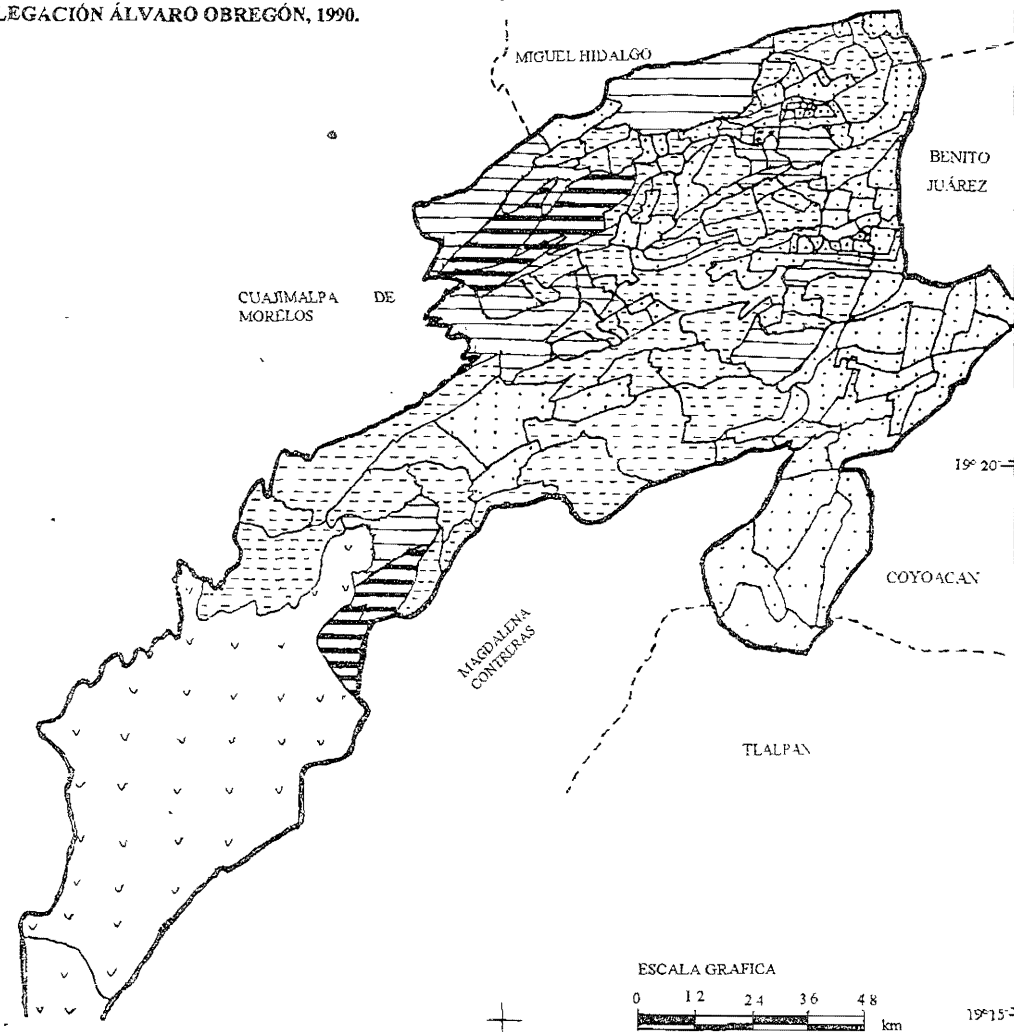 LEGACIÓN ÁLVARO OBREGÓN, 1990.
MIGUEL HIDALGO
BENITO
JUÁREZ
CUAJIMALPA DE
MORELOS
19° 20'
COYOACAN
MAGDALENA
CONTRERAS
TLALPAN
ESCALA GRAFICA
0 1 2 2 4 3 6 4 8
km
19°15'